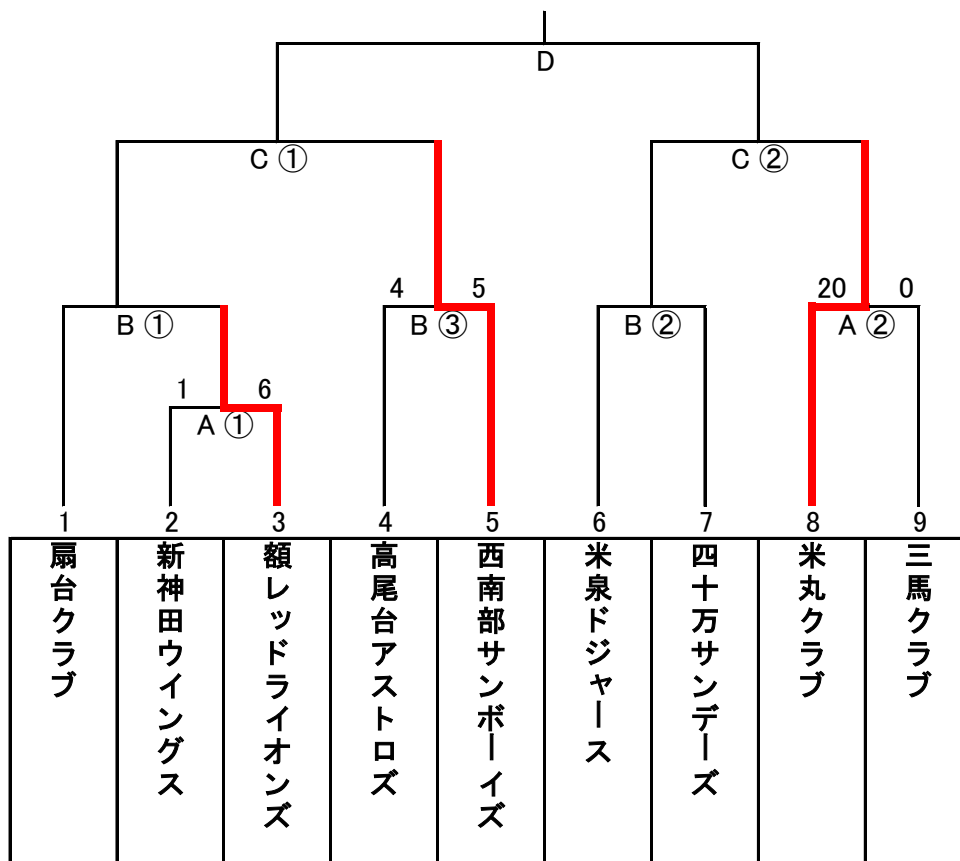 D
C ①
C ②
4 5
20 0
B ①
B ③
B ②
A ②
1 6
A ①
1 2 3 4 5 6 7 8 9
扇台クラブ
新神田ウイングス
額レッドライオンズ
高尾台アストロズ
西南部サンボーイズ
米泉ドジャース
四十万サンデーズ
米丸クラブ
三馬クラブ